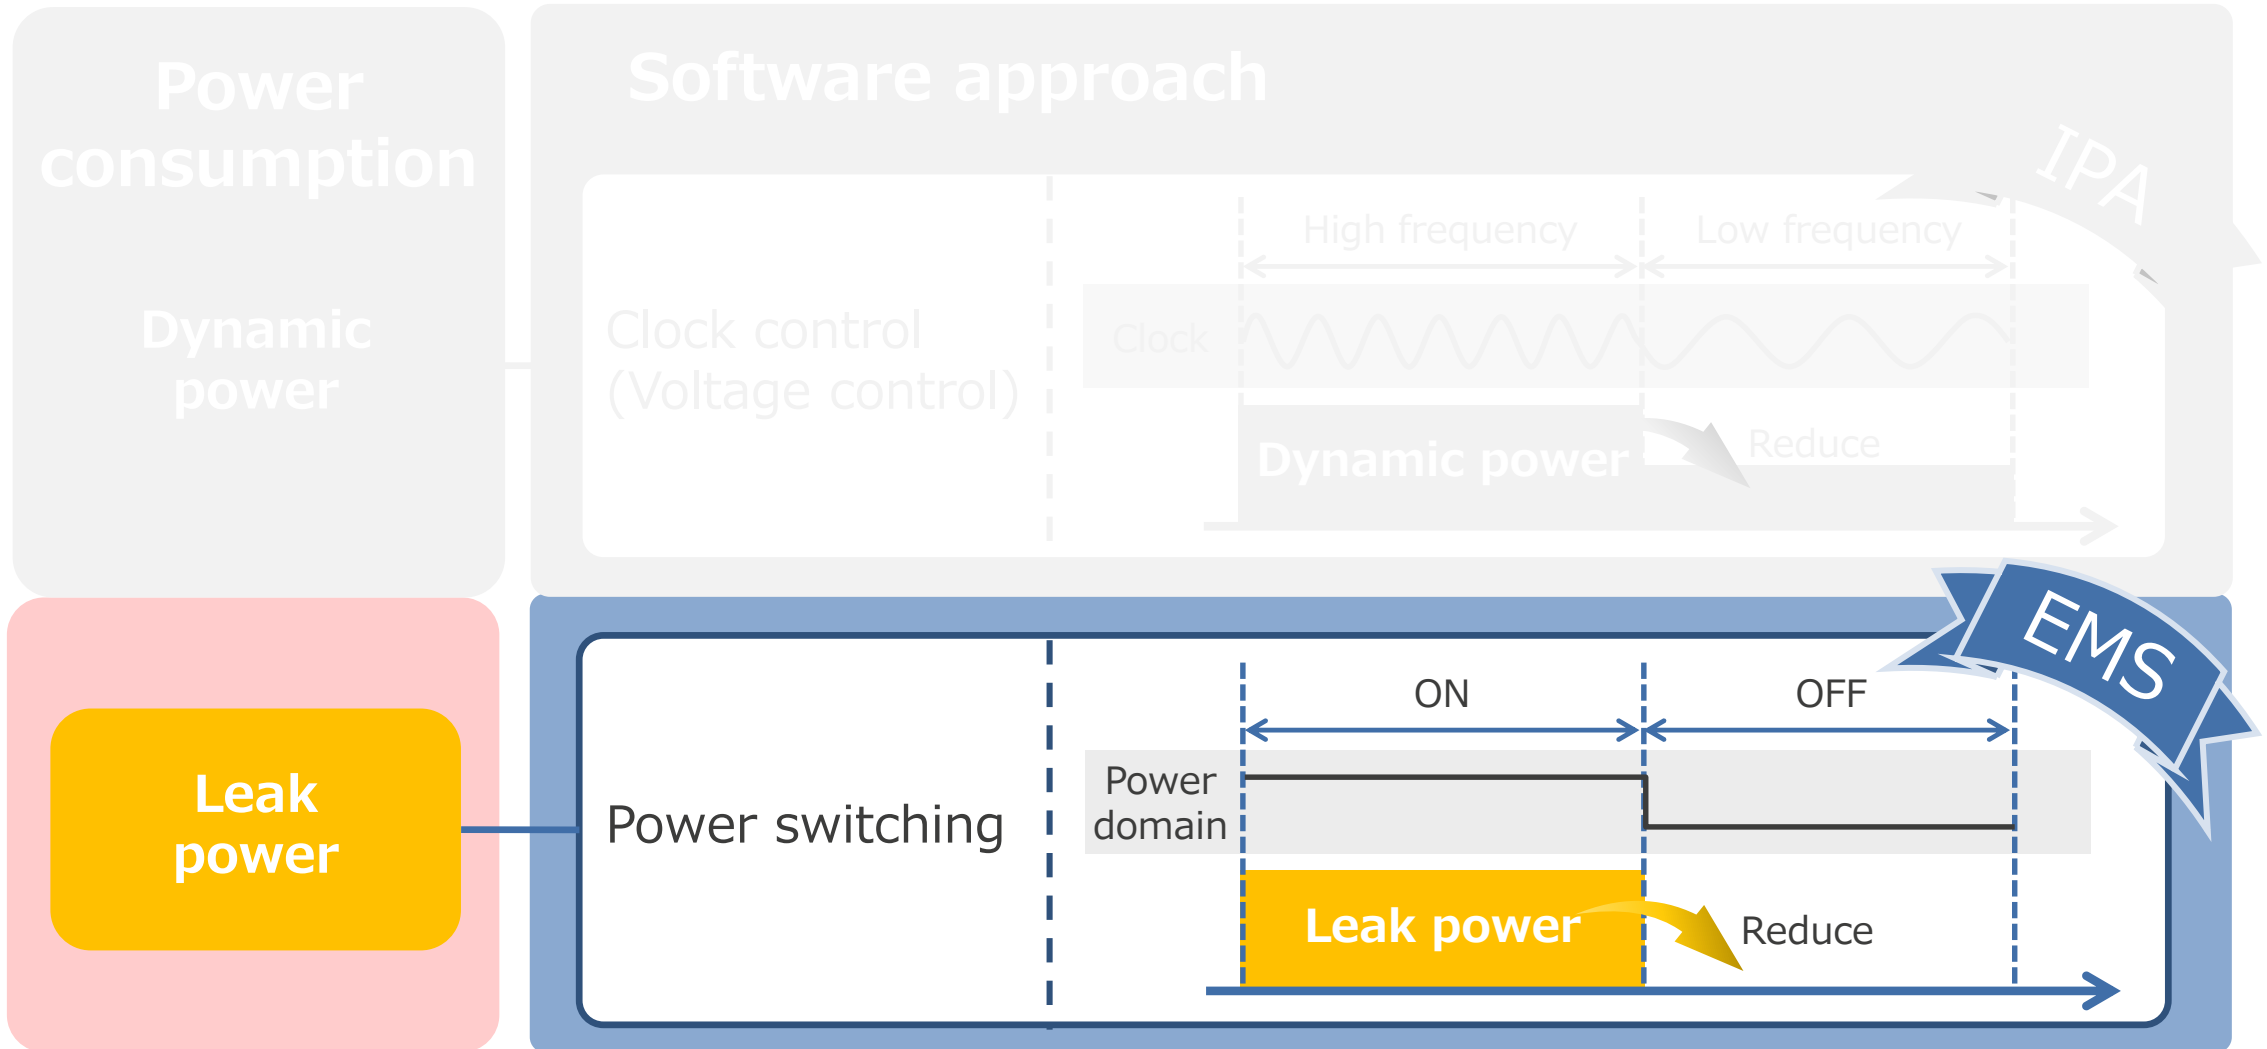 Power
consumption
Software approach
IPA
Dynamic
power
Clock control
(Voltage control)
High frequency
Low frequency
Clock
Dynamic power
Reduce
EMS
Leak
power
Power switching
ON
OFF
Power
domain
Leak power
Reduce